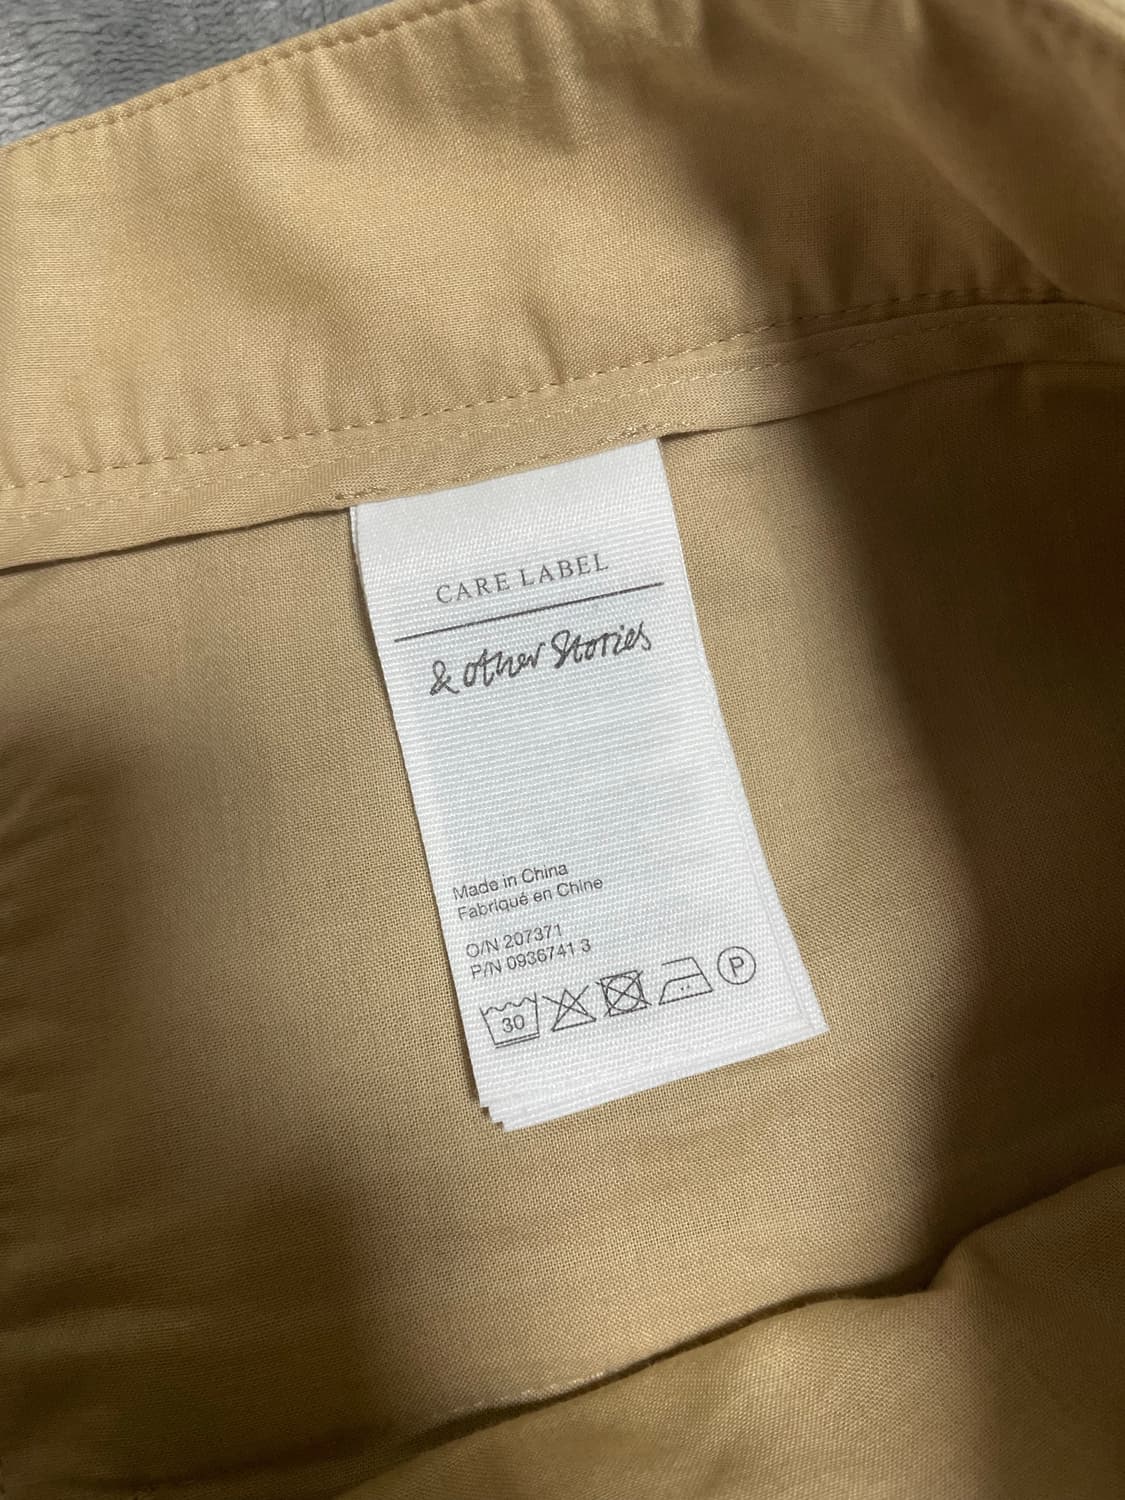 CARE LABEL
& other Stories
Made in China
Fabriqué en Chine
O/N 207371
P/N 0936741 3
30
P